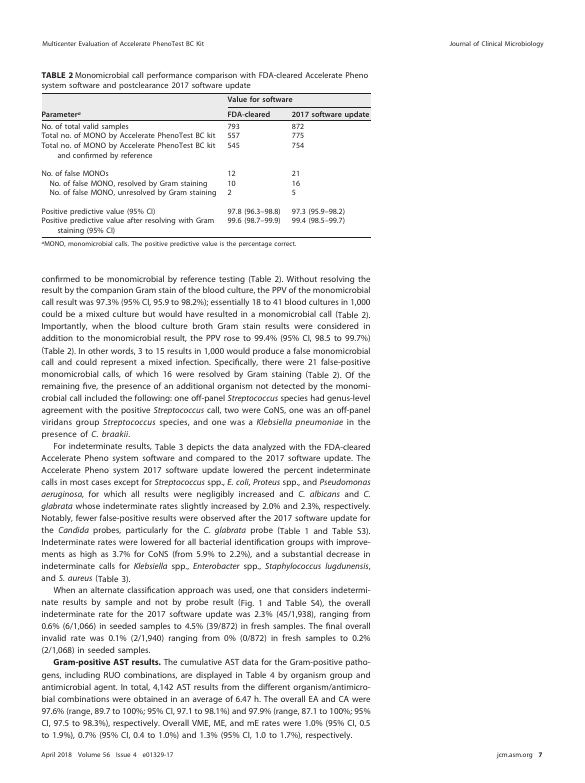 Multicenter Evaluation of Accelerate PhenoTest BC Kit
Journal of Clinical Microbiology
TABLE 2 Monomicrobial call performance comparison with FDA-cleared Accelerate Pheno
system software and postclearance 2017 software update
Value for software
Parameterᵃ FDA-cleared 2017 software update
No. of total valid samples 793 872
Total no. of MONO by Accelerate PhenoTest BC kit 557 775
Total no. of MONO by Accelerate PhenoTest BC kit 545 754
and confirmed by reference
No. of false MONOs 12 21
No. of false MONO, resolved by Gram staining 10 16
No. of false MONO, unresolved by Gram staining 2 5
Positive predictive value (95% CI) 97.8 (96.3–98.8) 97.3 (95.9–98.2)
Positive predictive value after resolving with Gram 99.6 (98.7–99.9) 99.4 (98.5–99.7)
staining (95% CI)
ᵃMONO, monomicrobial calls. The positive predictive value is the percentage correct.
confirmed to be monomicrobial by reference testing (Table 2). Without resolving the
result by the companion Gram stain of the blood culture, the PPV of the monomicrobial
call result was 97.3% (95% CI, 95.9 to 98.2%); essentially 18 to 41 blood cultures in 1,000
could be a mixed culture but would have resulted in a monomicrobial call (Table 2).
Importantly, when the blood culture broth Gram stain results were considered in
addition to the monomicrobial result, the PPV rose to 99.4% (95% CI, 98.5 to 99.7%)
(Table 2). In other words, 3 to 15 results in 1,000 would produce a false monomicrobial
call and could represent a mixed infection. Specifically, there were 21 false-positive
monomicrobial calls, of which 16 were resolved by Gram staining (Table 2). Of the
remaining five, the presence of an additional organism not detected by the monomi-
crobial call included the following: one off-panel Streptococcus species had genus-level
agreement with the positive Streptococcus call, two were CoNS, one was an off-panel
viridans group Streptococcus species, and one was a Klebsiella pneumoniae in the
presence of C. braakii.
For indeterminate results, Table 3 depicts the data analyzed with the FDA-cleared
Accelerate Pheno system software and compared to the 2017 software update. The
Accelerate Pheno system 2017 software update lowered the percent indeterminate
calls in most cases except for Streptococcus spp., E. coli, Proteus spp., and Pseudomonas
aeruginosa, for which all results were negligibly increased and C. albicans and C.
glabrata whose indeterminate rates slightly increased by 2.0% and 2.3%, respectively.
Notably, fewer false-positive results were observed after the 2017 software update for
the Candida probes, particularly for the C. glabrata probe (Table 1 and Table S3).
Indeterminate rates were lowered for all bacterial identification groups with improve-
ments as high as 3.7% for CoNS (from 5.9% to 2.2%), and a substantial decrease in
indeterminate calls for Klebsiella spp., Enterobacter spp., Staphylococcus lugdunensis,
and S. aureus (Table 3).
When an alternate classification approach was used, one that considers indetermi-
nate results by sample and not by probe result (Fig. 1 and Table S4), the overall
indeterminate rate for the 2017 software update was 2.3% (45/1,938), ranging from
0.6% (6/1,066) in seeded samples to 4.5% (39/872) in fresh samples. The final overall
invalid rate was 0.1% (2/1,940) ranging from 0% (0/872) in fresh samples to 0.2%
(2/1,068) in seeded samples.
Gram-positive AST results. The cumulative AST data for the Gram-positive patho-
gens, including RUO combinations, are displayed in Table 4 by organism group and
antimicrobial agent. In total, 4,142 AST results from the different organism/antimicro-
bial combinations were obtained in an average of 6.47 h. The overall EA and CA were
97.6% (range, 89.7 to 100%; 95% CI, 97.1 to 98.1%) and 97.9% (range, 87.1 to 100%; 95%
CI, 97.5 to 98.3%), respectively. Overall VME, ME, and mE rates were 1.0% (95% CI, 0.5
to 1.9%), 0.7% (95% CI, 0.4 to 1.0%) and 1.3% (95% CI, 1.0 to 1.7%), respectively.
April 2018 Volume 56 Issue 4 e01329-17
jcm.asm.org 7